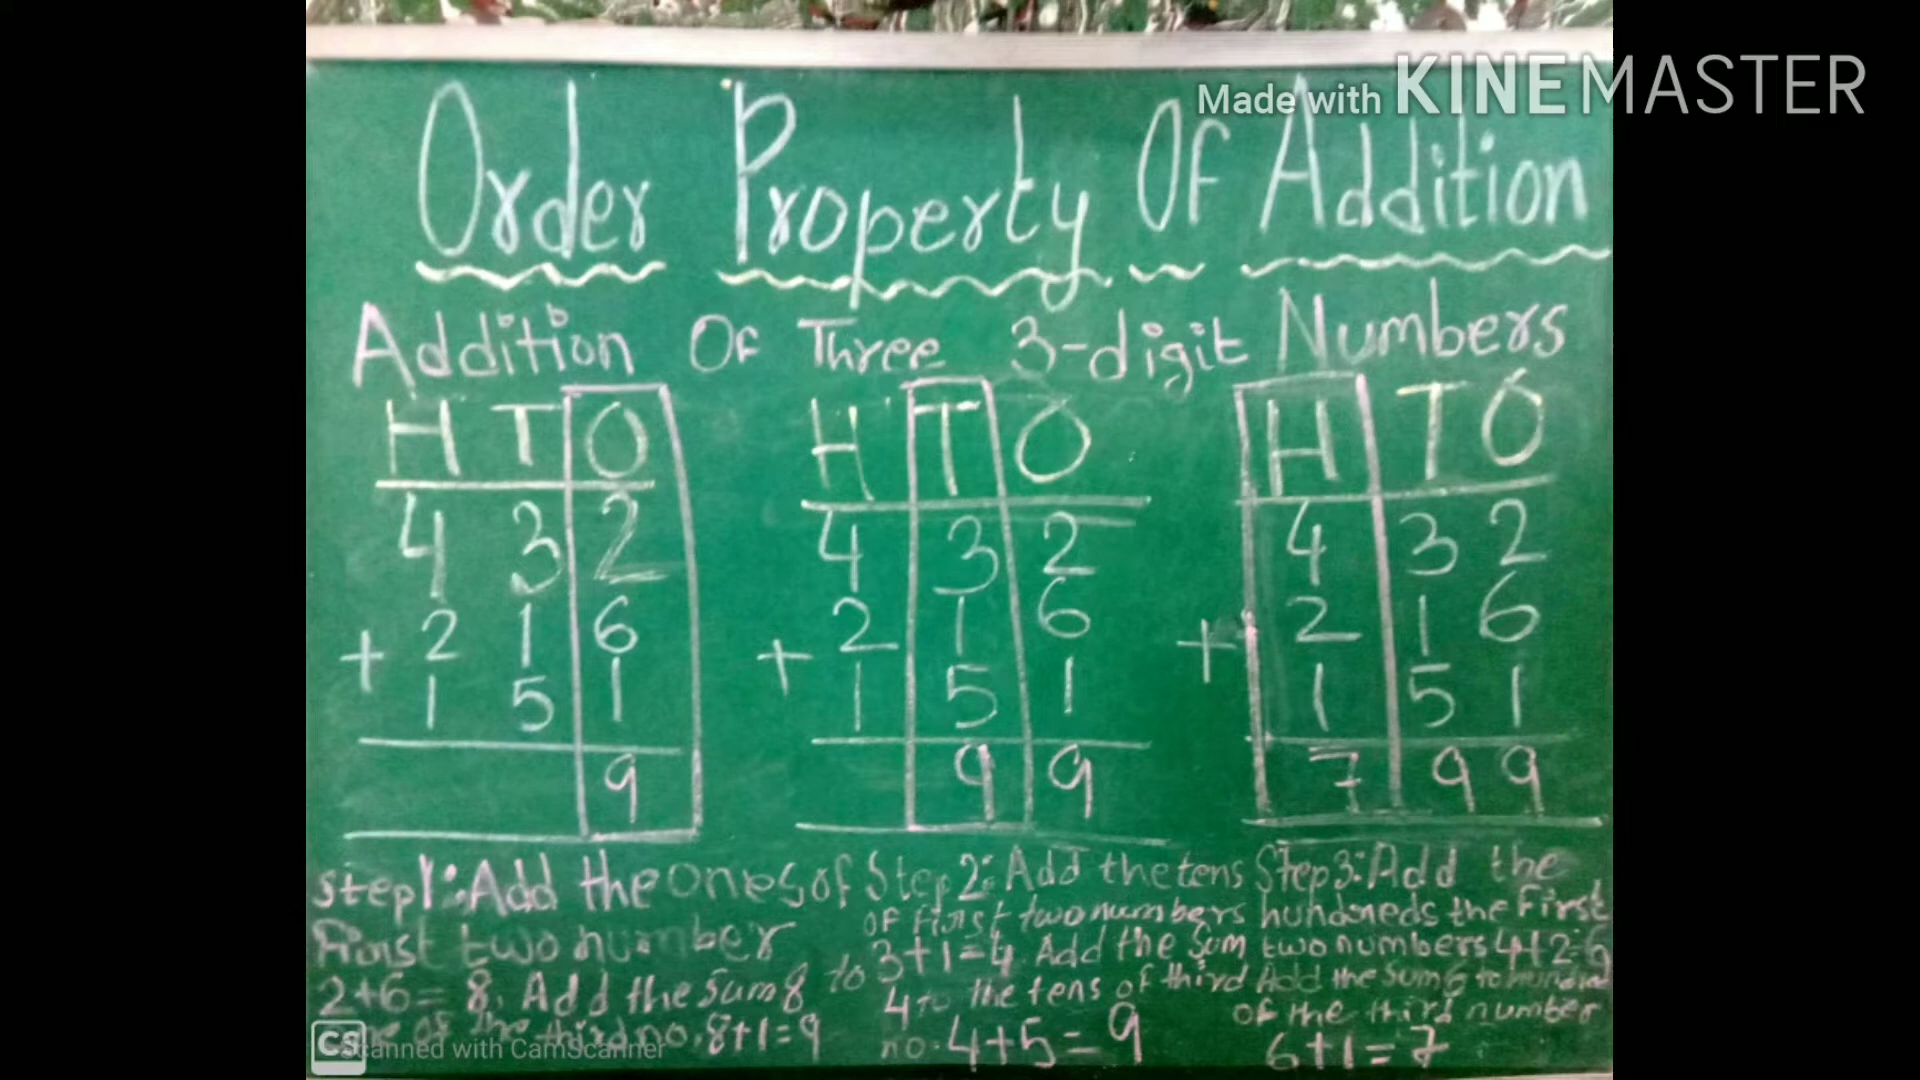 Made with KINEMASTER
Order Property Of Addition
Addition Of Three 3-digit Numbers
H T O
4 3 2
2 1 6
+ 1 5 1
9
H T O
4 3 2
2 1 6
+ 1 5 1
9 9
H T O
4 3 2
2 1 6
+ 1 5 1
7 9 9
Step1: Add the ones of
First two number
2+6= 8. Add the sum 8 to
of the third no. 8+1=9
Step 2: Add the tens
of first two numbers
3+1=4. Add the sum
4 to the tens of third
no. 4+5=9
Step3: Add the
hundreds the First
two numbers 4+2=6
Add the sum 6 to
of the third number
6+1=7
CS Scanned with CamScanner